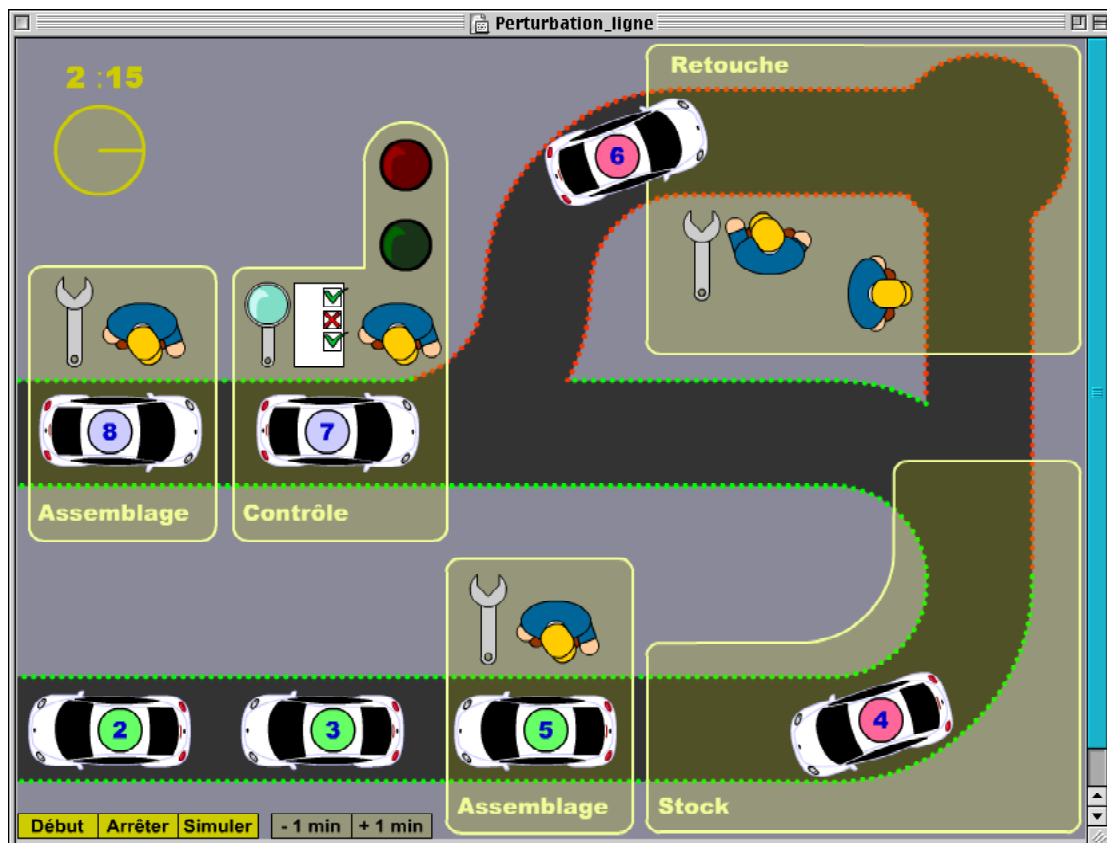 Perturbation_ligne
2 :15
Retouche
6
8
7
Assemblage
Contrôle
2
3
5
4
Assemblage
Stock
Début Arrêter Simuler - 1 min + 1 min